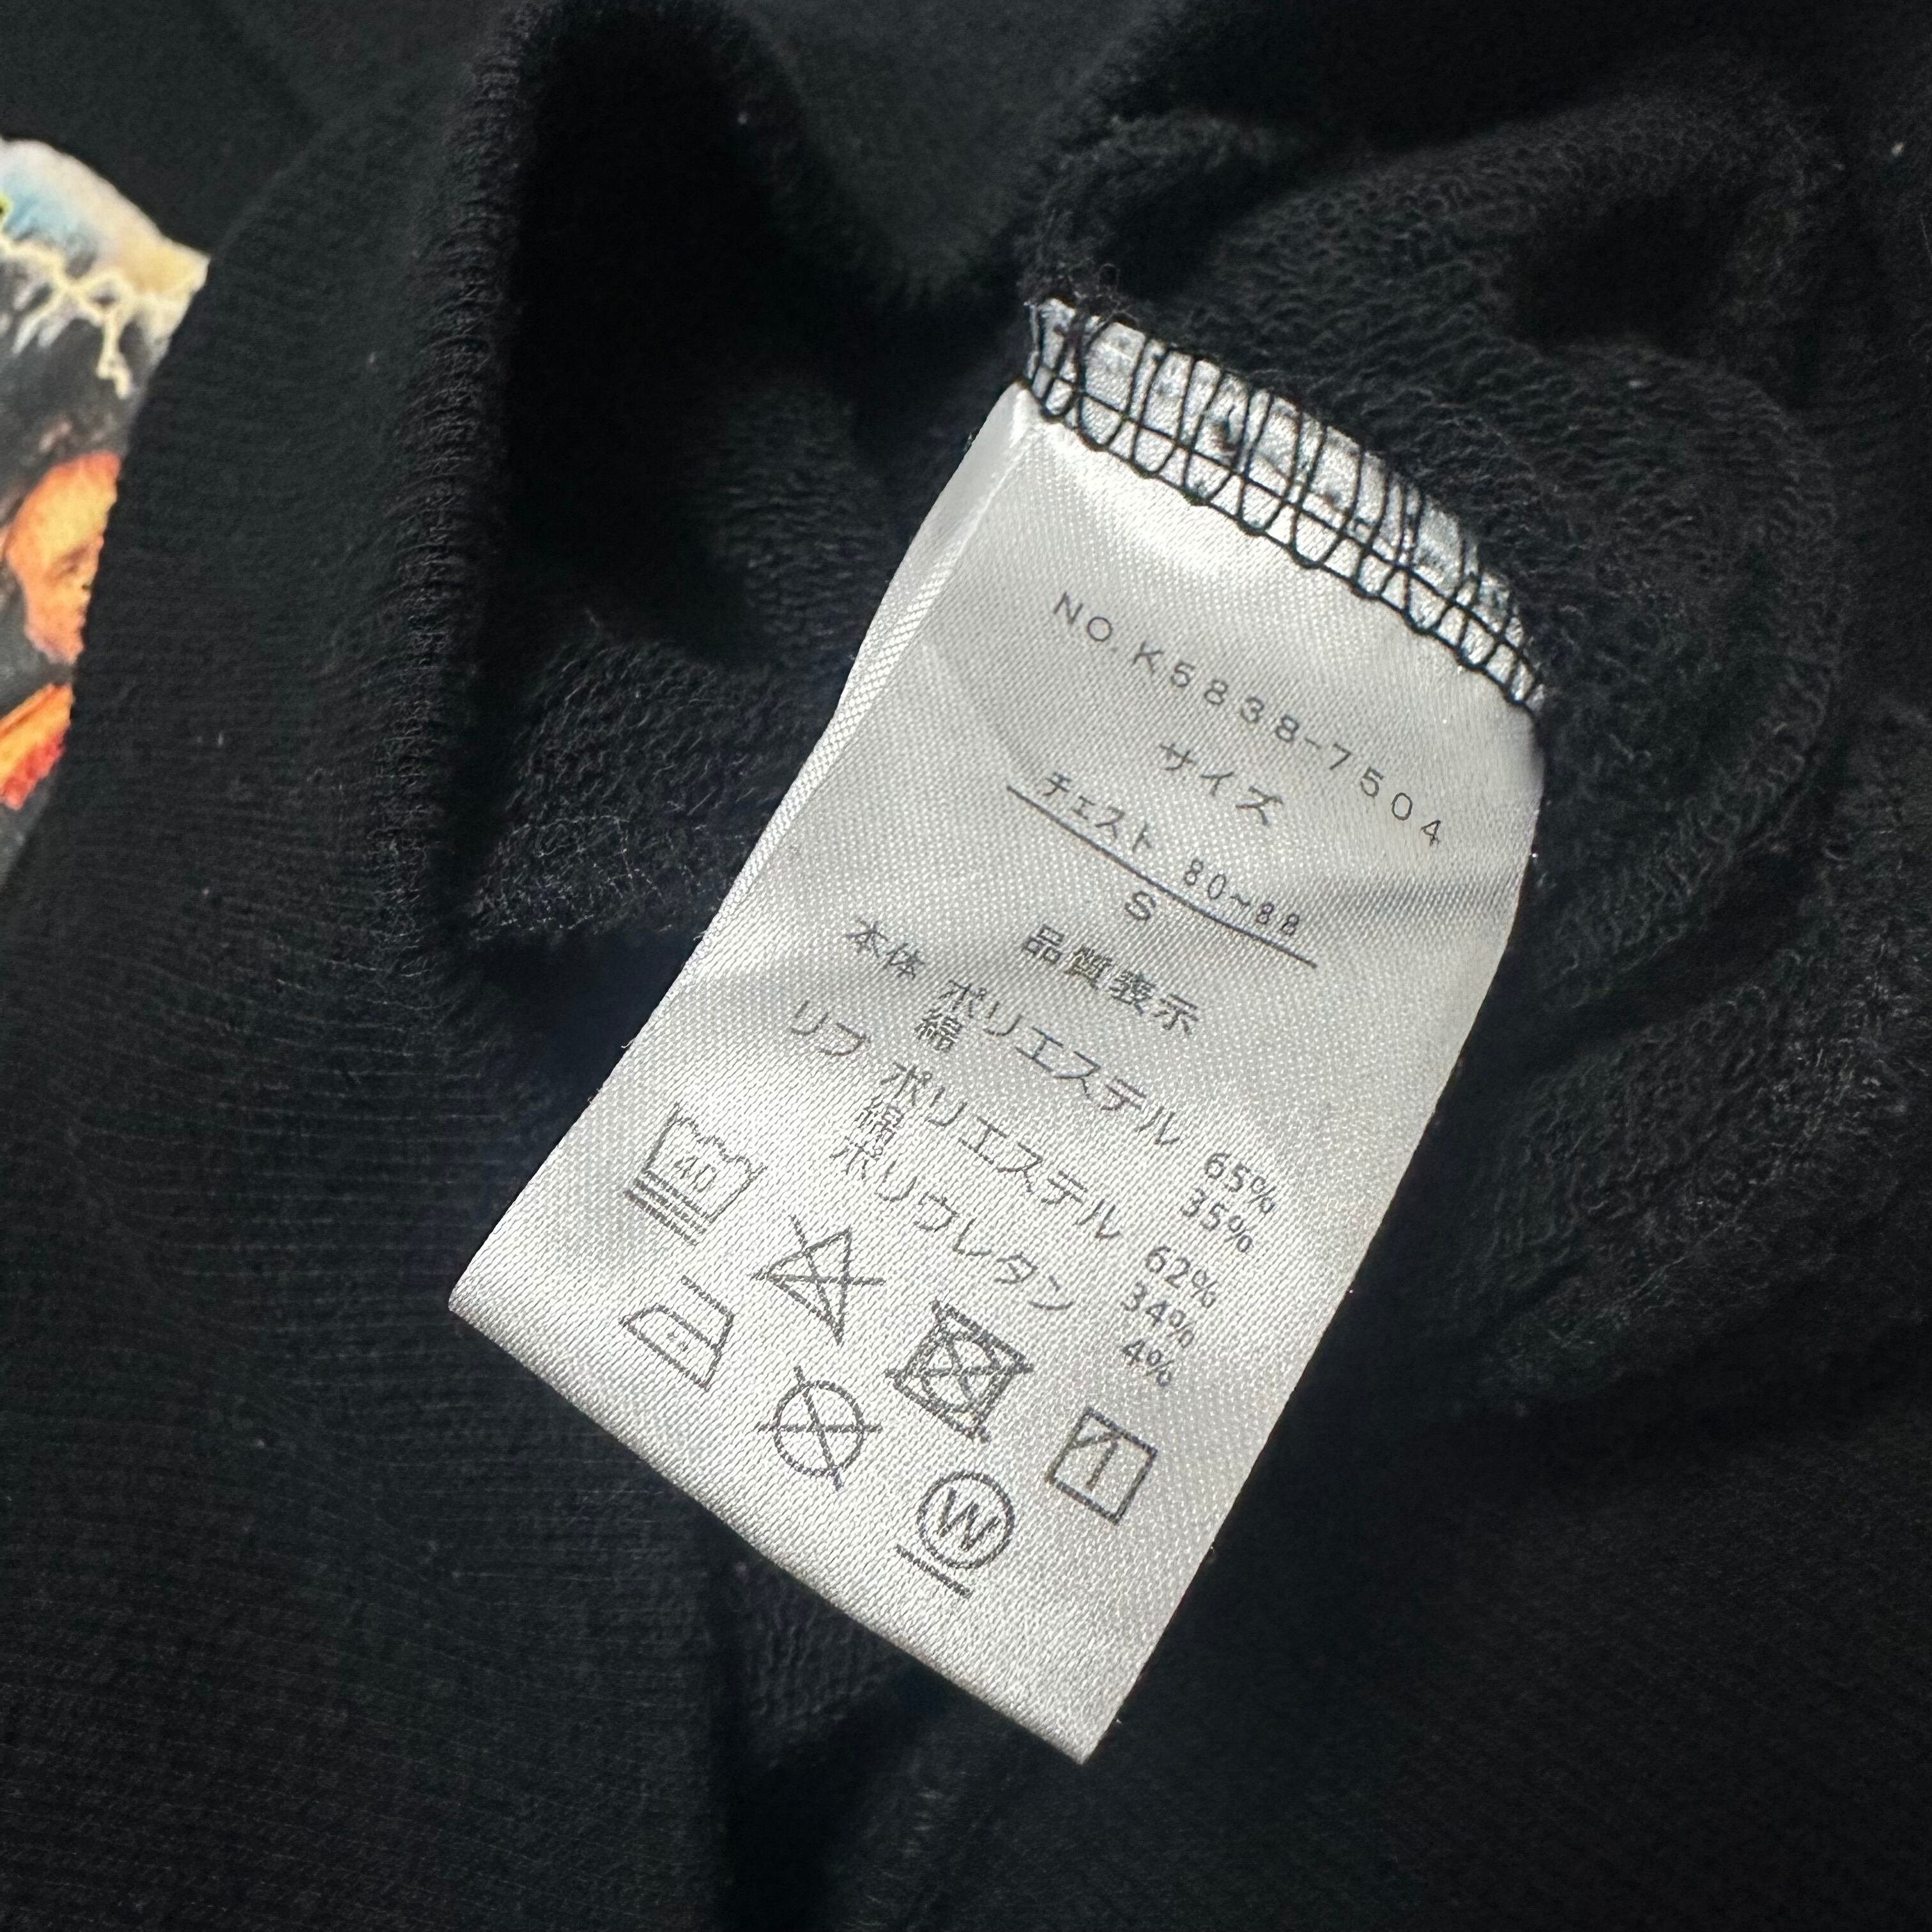 NO.K5838-7504
サイズ
チェスト 80~88
S
品質表示
本体 ポリエステル 65%
綿 35%
リブ ポリエステル 62%
綿 34%
ポリウレタン 4%
40
W